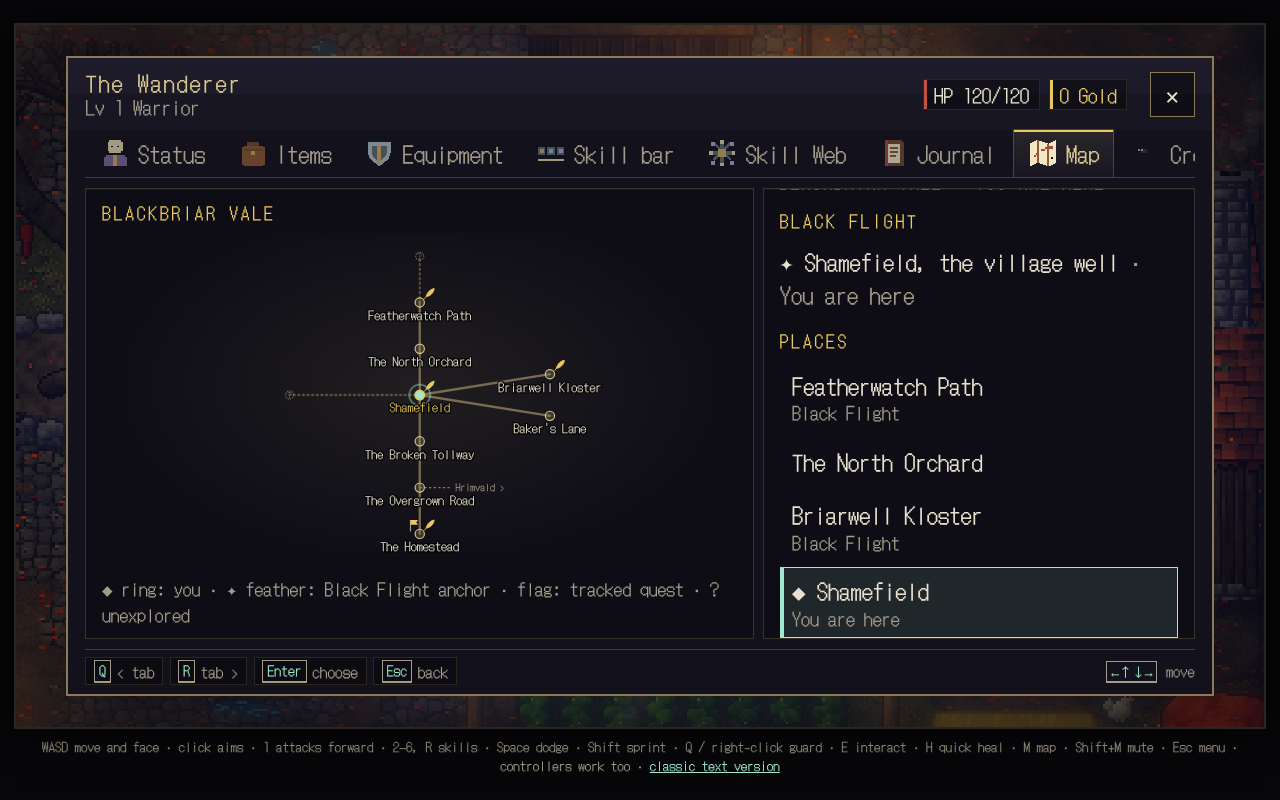 The Wanderer
Lv 1 Warrior
HP 120/120
0 Gold
×
Status
Items
Equipment
Skill bar
Skill Web
Journal
Map
BLACKBRIAR VALE
?
Featherwatch Path
The North Orchard
Briarwell Kloster
?
Shamefield
Baker's Lane
The Broken Tollway
Hrimvald >
The Overgrown Road
The Homestead
◆ ring: you · ✦ feather: Black Flight anchor · flag: tracked quest · ?
unexplored
BLACK FLIGHT
✦ Shamefield, the village well ·
You are here
PLACES
Featherwatch Path
Black Flight
The North Orchard
Briarwell Kloster
Black Flight
◆ Shamefield
You are here
Q < tab
R tab >
Enter choose
Esc back
←↑↓→ move
WASD move and face · click aims · 1 attacks forward · 2–6, R skills · Space dodge · Shift sprint · Q / right-click guard · E interact · H quick heal · M map · Shift+M mute · Esc menu ·
controllers work too · classic text version